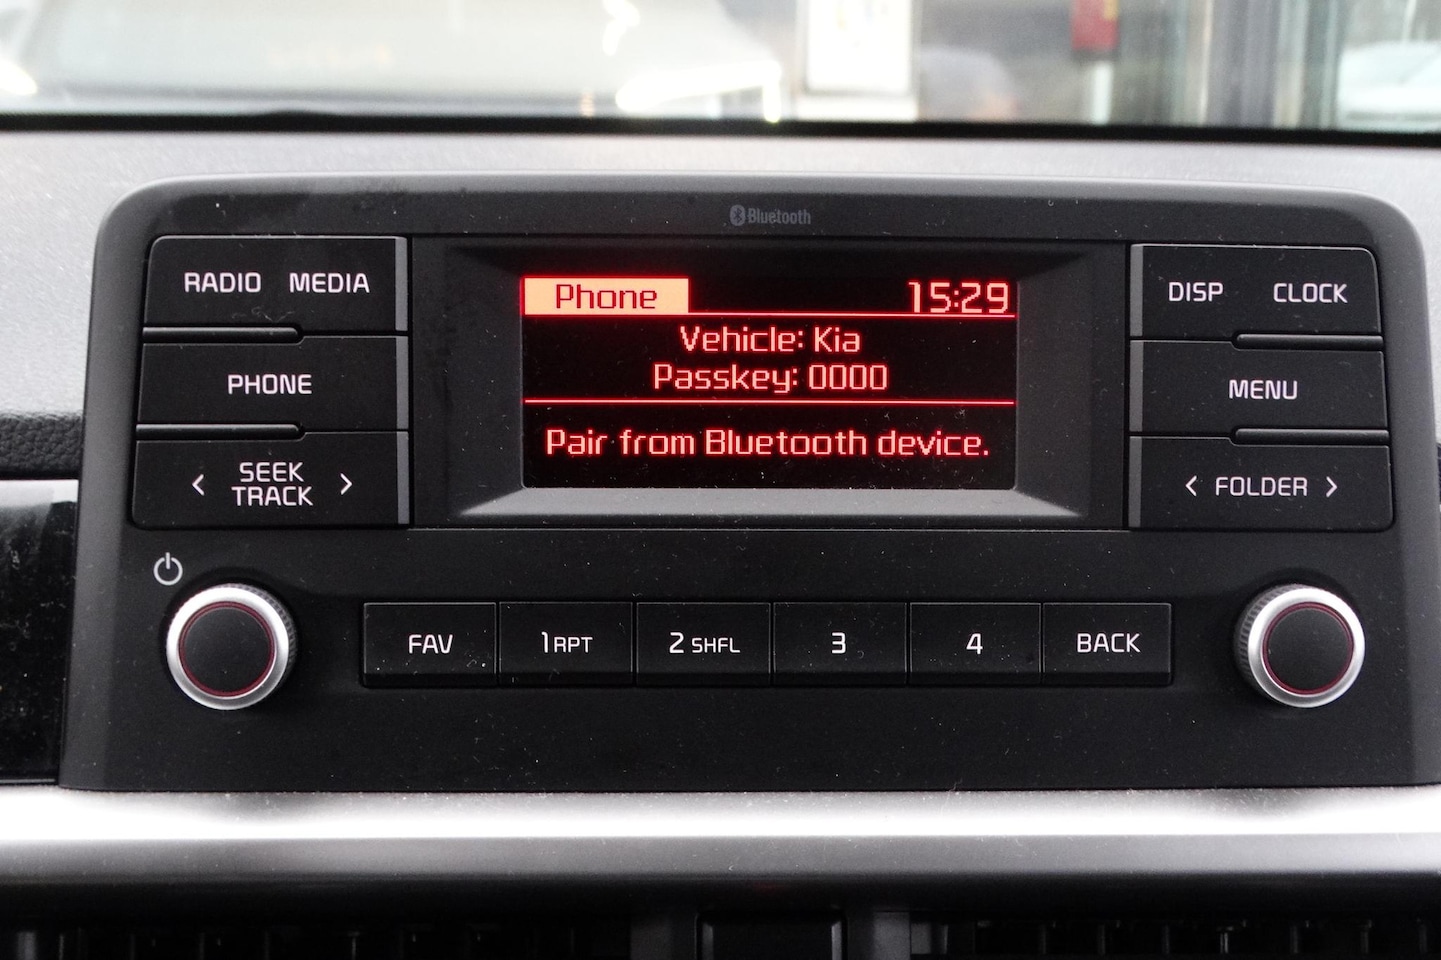 Bluetooth
RADIO MEDIA
PHONE
< SEEK TRACK >
Phone 15:29
Vehicle: Kia
Passkey: 0000
Pair from Bluetooth device.
DISP CLOCK
MENU
< FOLDER >
FAV 1 RPT 2 SHFL 3 4 BACK